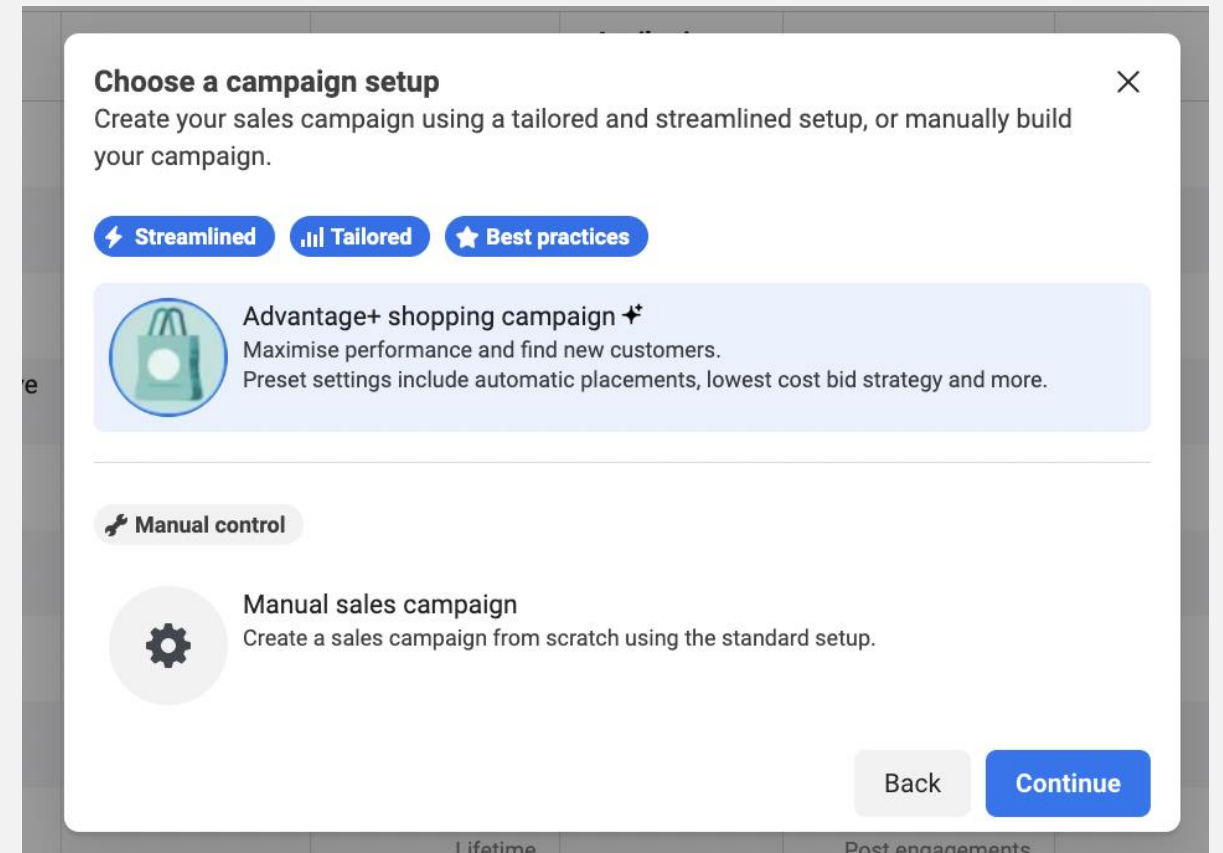 Choose a campaign setup
Create your sales campaign using a tailored and streamlined setup, or manually build
your campaign.
Streamlined
Tailored
Best practices
Advantage+ shopping campaign
Maximise performance and find new customers.
Preset settings include automatic placements, lowest cost bid strategy and more.
Manual control
Manual sales campaign
Create a sales campaign from scratch using the standard setup.
Back
Continue
Lifetime
Post engagements